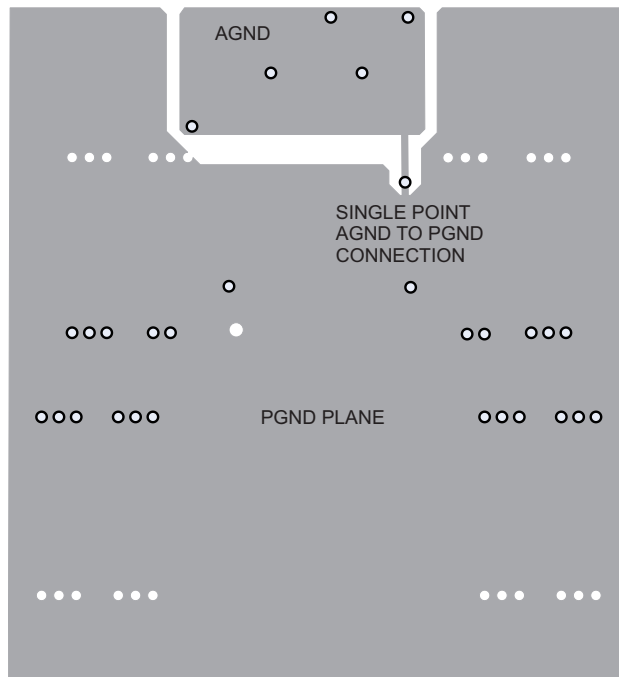 AGND
SINGLE POINT
AGND TO PGND
CONNECTION
PGND PLANE